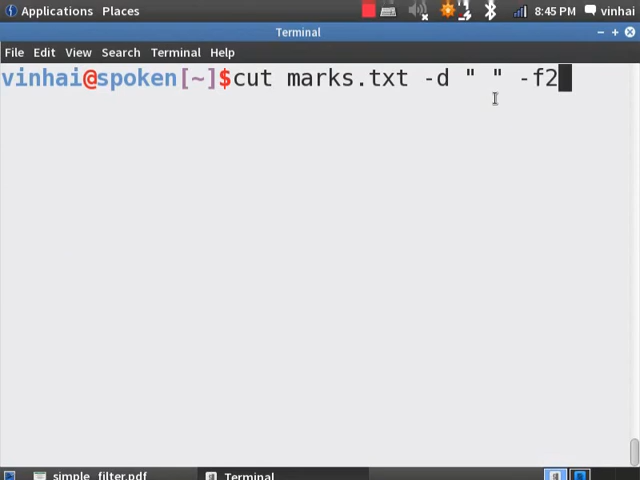 Applications Places 8:45 PM vinhai
Terminal
File Edit View Search Terminal Help
vinhai@spoken[~]$cut marks.txt -d " " -f2
simple_filter.pdf Terminal